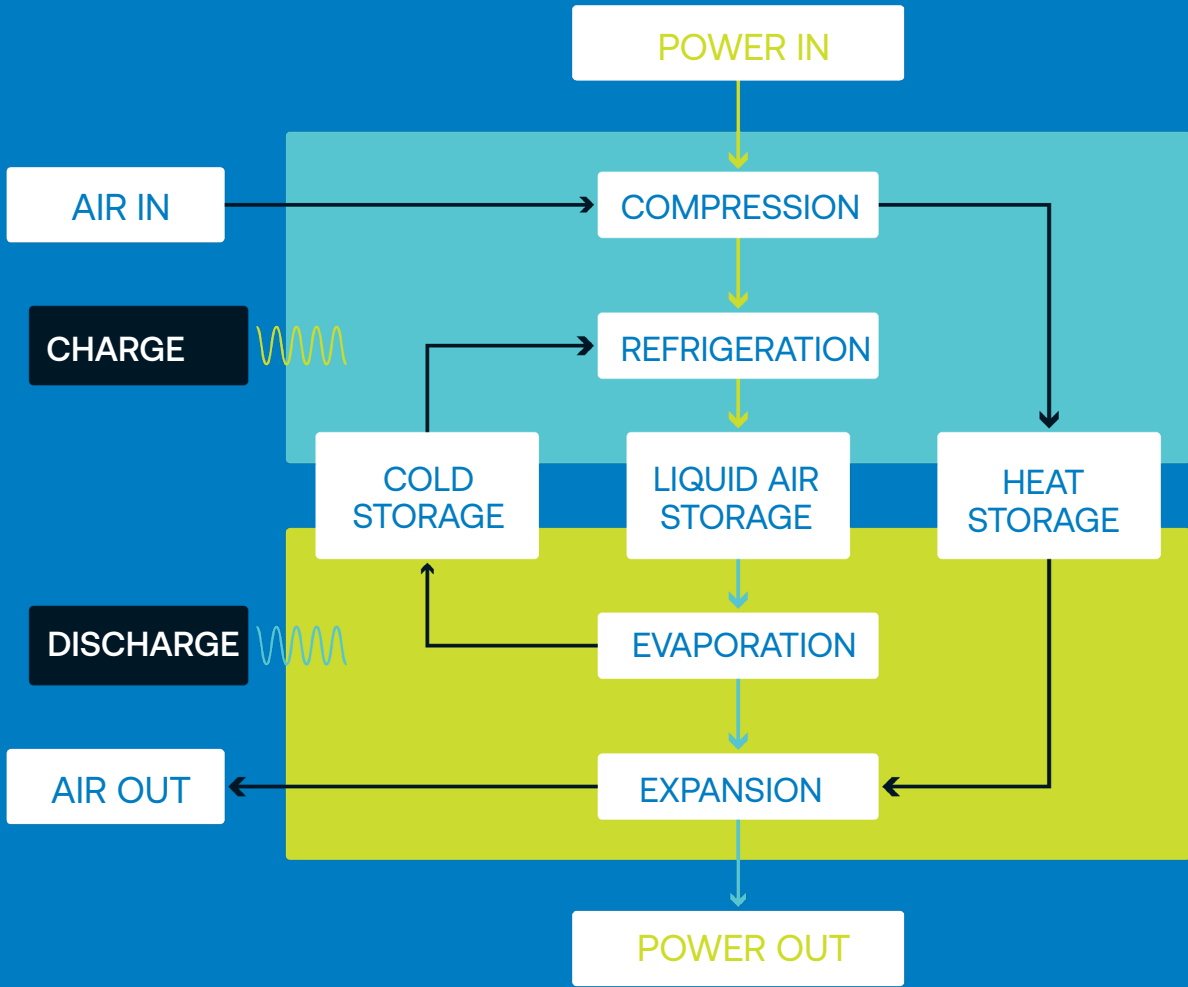 POWER IN
AIR IN
COMPRESSION
CHARGE
REFRIGERATION
COLD
STORAGE
LIQUID AIR
STORAGE
HEAT
STORAGE
DISCHARGE
EVAPORATION
AIR OUT
EXPANSION
POWER OUT